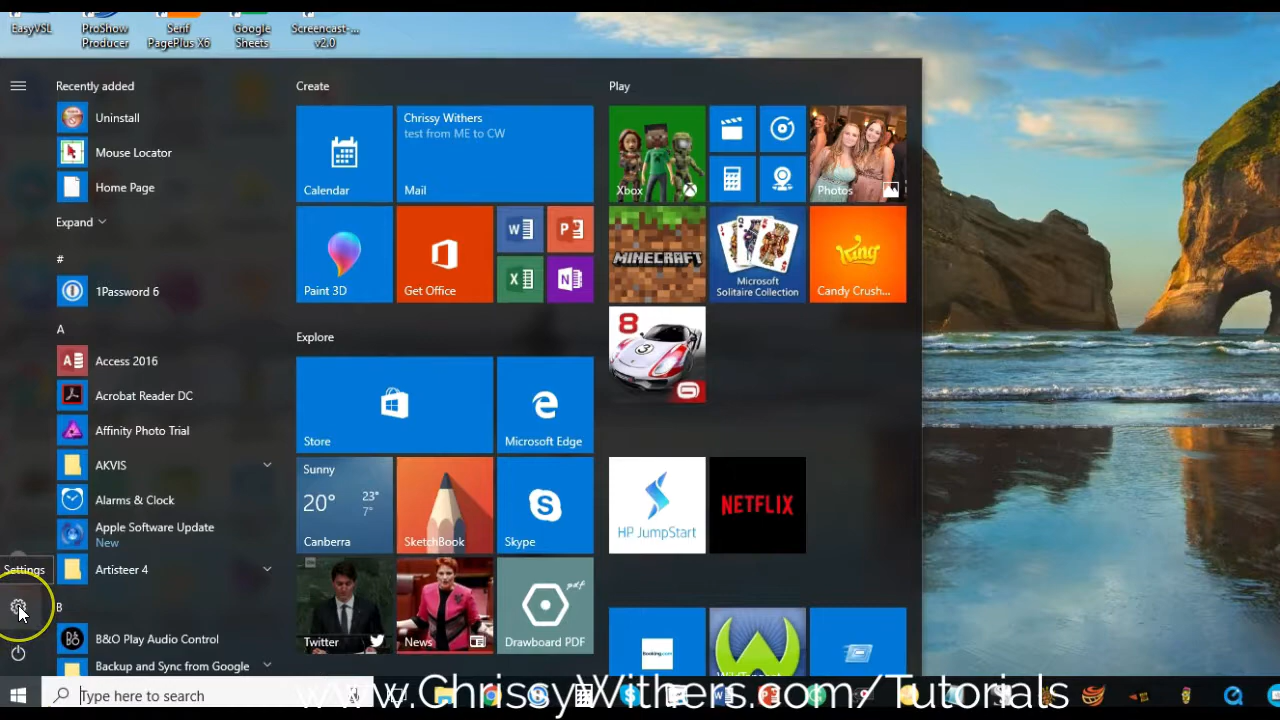 EasyVSL
ProShow
Producer
Serif
PagePlus X6
Google
Sheets
Screencast-...
v2.0
Recently added
Uninstall
Mouse Locator
Home Page
Expand
#
1Password 6
A
Access 2016
Acrobat Reader DC
Affinity Photo Trial
AKVIS
Alarms & Clock
Apple Software Update
New
Artisteer 4
B
B&O Play Audio Control
Backup and Sync from Google
Settings
Create
Calendar
Chrissy Withers
test from ME to CW
Mail
Paint 3D
Get Office
Explore
Store
Microsoft Edge
Sunny
20° 23°
7°
Canberra
SketchBook
Skype
Twitter
News
Drawboard PDF
Play
Xbox
Photos
MINECRAFT
Microsoft
Solitaire Collection
King
Candy Crush...
8
3
HP JumpStart
NETFLIX
Booking.com
Type here to search
www.ChrissyWithers.com/Tutorials